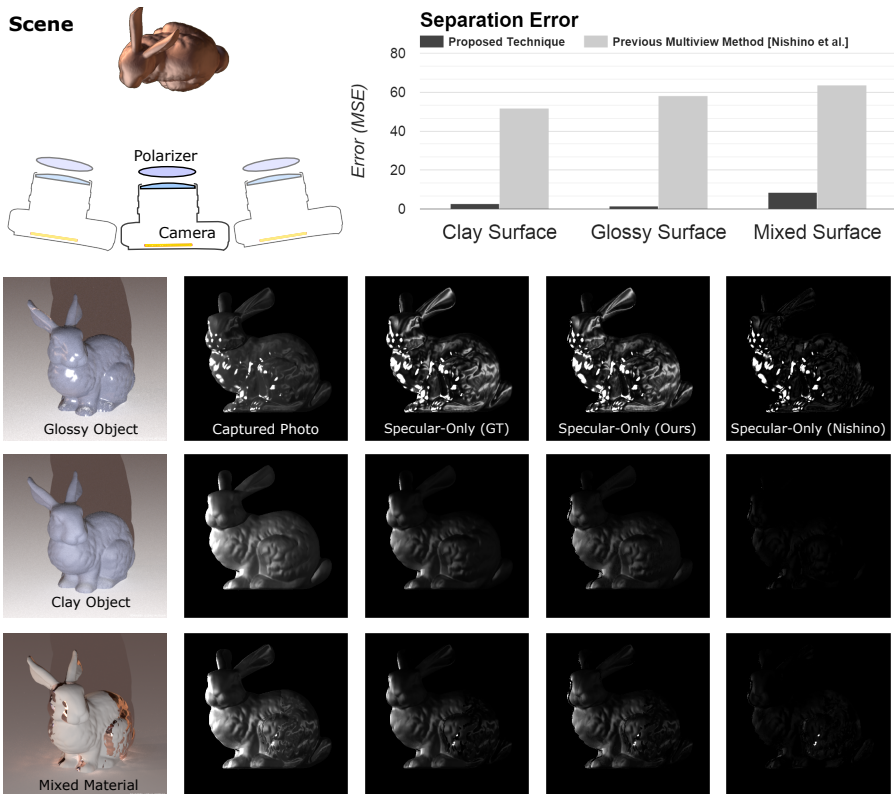 Scene
Polarizer
Camera
Separation Error
Proposed Technique
Previous Multiview Method [Nishino et al.]
Error (MSE)
80
60
40
20
0
Clay Surface
Glossy Surface
Mixed Surface
Glossy Object
Captured Photo
Specular-Only (GT)
Specular-Only (Ours)
Specular-Only (Nishino)
Clay Object
Mixed Material